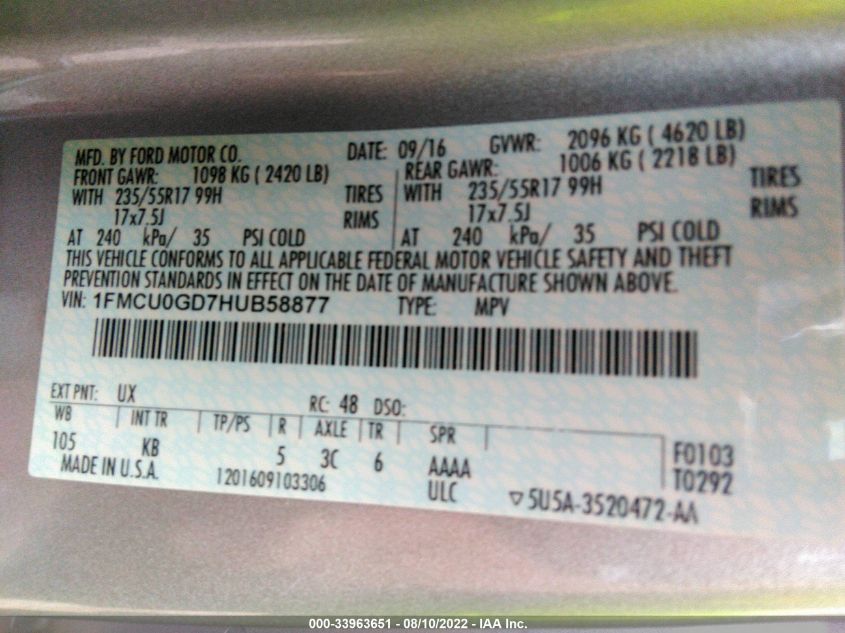 MFD. BY FORD MOTOR CO. DATE: 09/16 GVWR: 2096 KG ( 4620 LB)
FRONT GAWR: 1098 KG ( 2420 LB) REAR GAWR: 1006 KG ( 2218 LB)
WITH 235/55R17 99H TIRES WITH 235/55R17 99H TIRES
17x7.5J RIMS 17x7.5J RIMS
AT 240 kPa/ 35 PSI COLD AT 240 kPa/ 35 PSI COLD
THIS VEHICLE CONFORMS TO ALL APPLICABLE FEDERAL MOTOR VEHICLE SAFETY AND THEFT
PREVENTION STANDARDS IN EFFECT ON THE DATE OF MANUFACTURE SHOWN ABOVE.
VIN: 1FMCU0GD7HUB58877 TYPE: MPV
EXT PNT: UX RC: 48 DSO:
WB INT TR TP/PS R AXLE TR SPR
105 KB 5 3C 6 AAAA F0103
MADE IN U.S.A. 1201609103306 ULC T0292
▽5U5A-3520472-AA
000-33963651 - 08/10/2022 - IAA Inc.